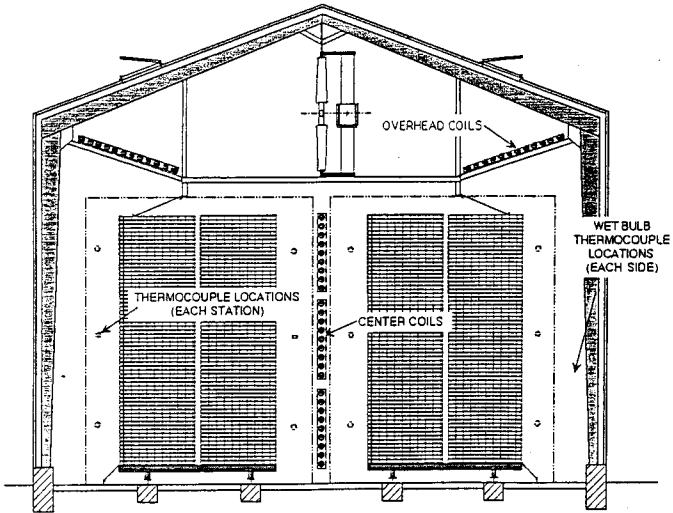 OVERHEAD COILS
WET BULB
THERMOCOUPLE
LOCATIONS
(EACH SIDE)
THERMOCOUPLE LOCATIONS
(EACH STATION)
CENTER COILS